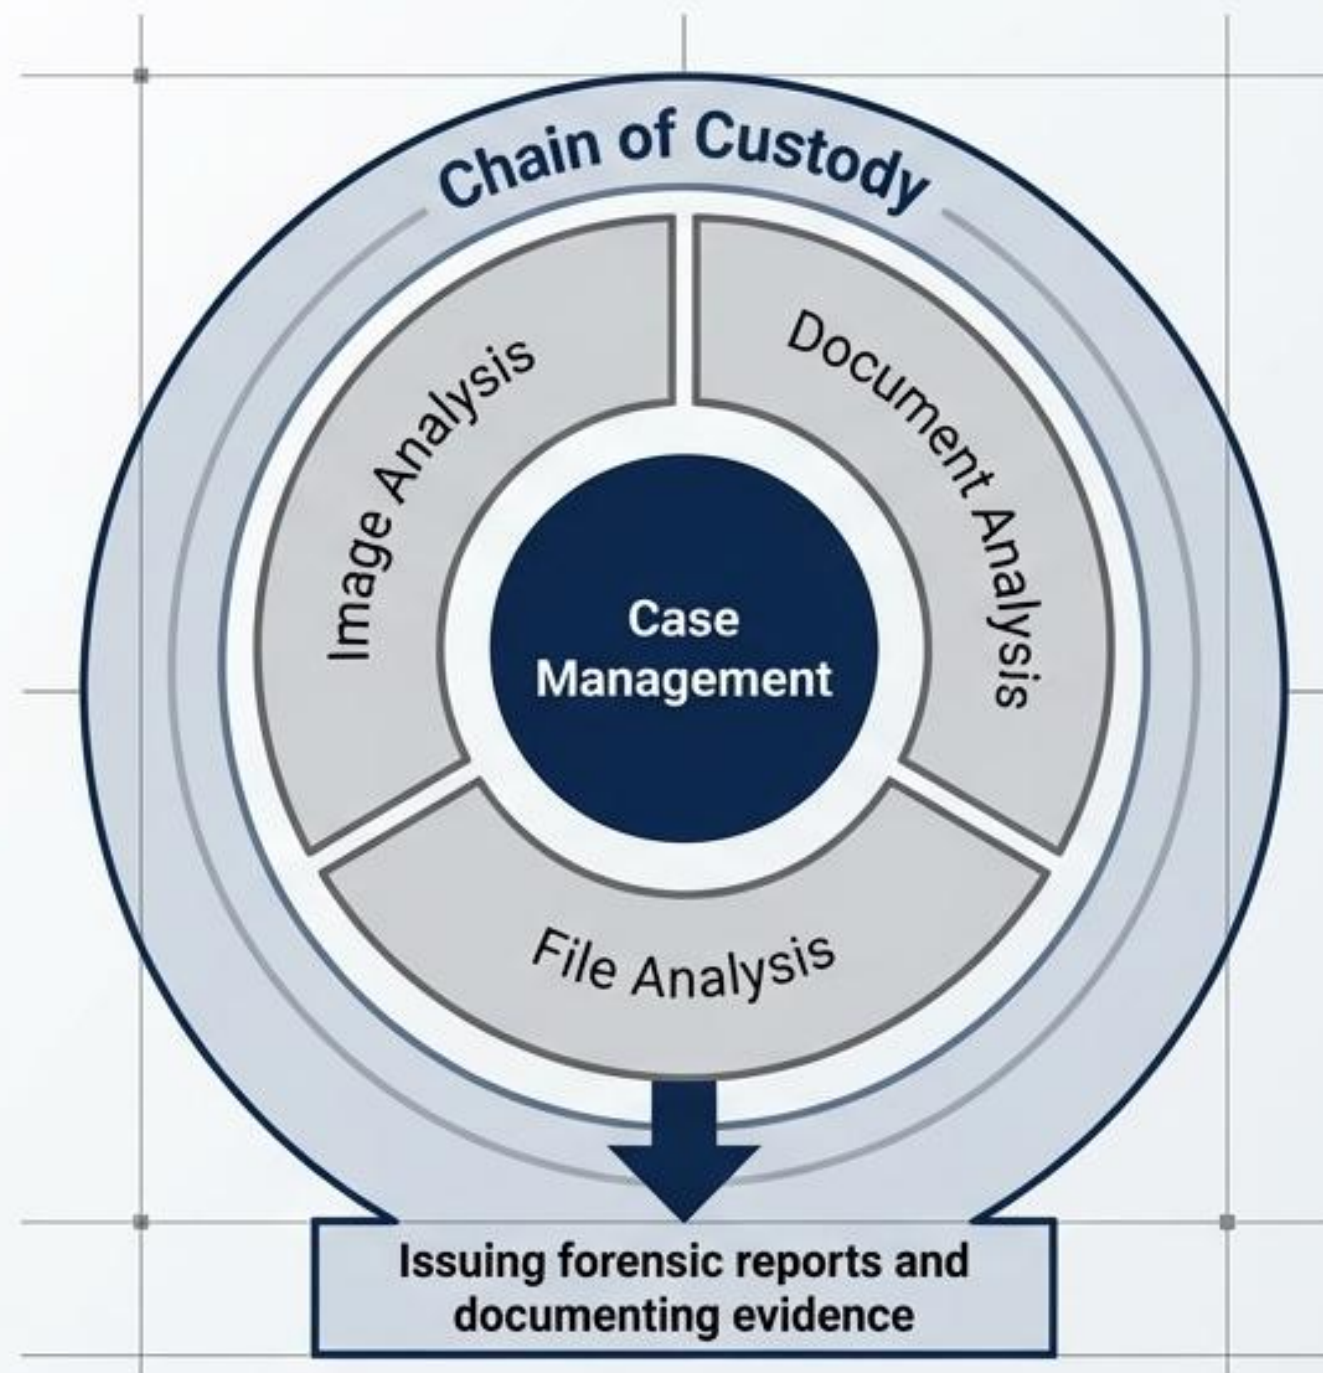 Chain of Custody
Image Analysis
Document Analysis
Case
Management
File Analysis
Issuing forensic reports and
documenting evidence